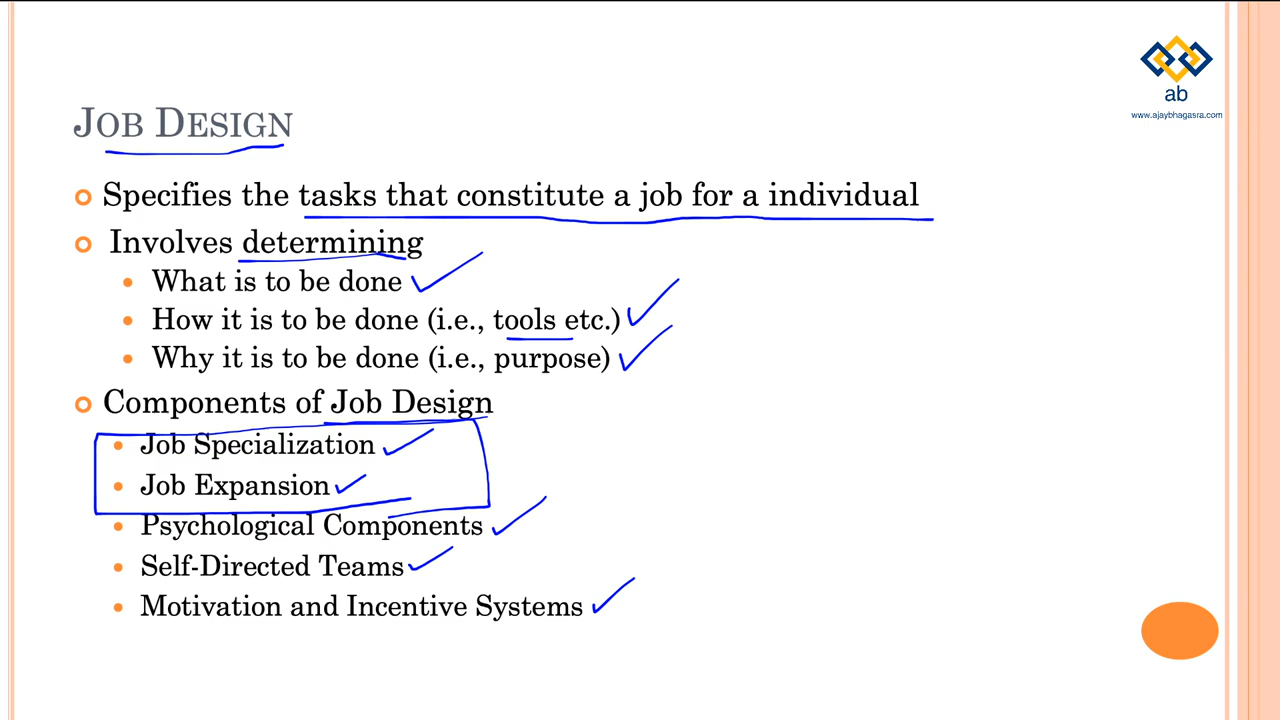 ab
www.ajaybhagasra.com
JOB DESIGN
Specifies the tasks that constitute a job for a individual
Involves determining
What is to be done
How it is to be done (i.e., tools etc.)
Why it is to be done (i.e., purpose)
Components of Job Design
Job Specialization
Job Expansion
Psychological Components
Self-Directed Teams
Motivation and Incentive Systems